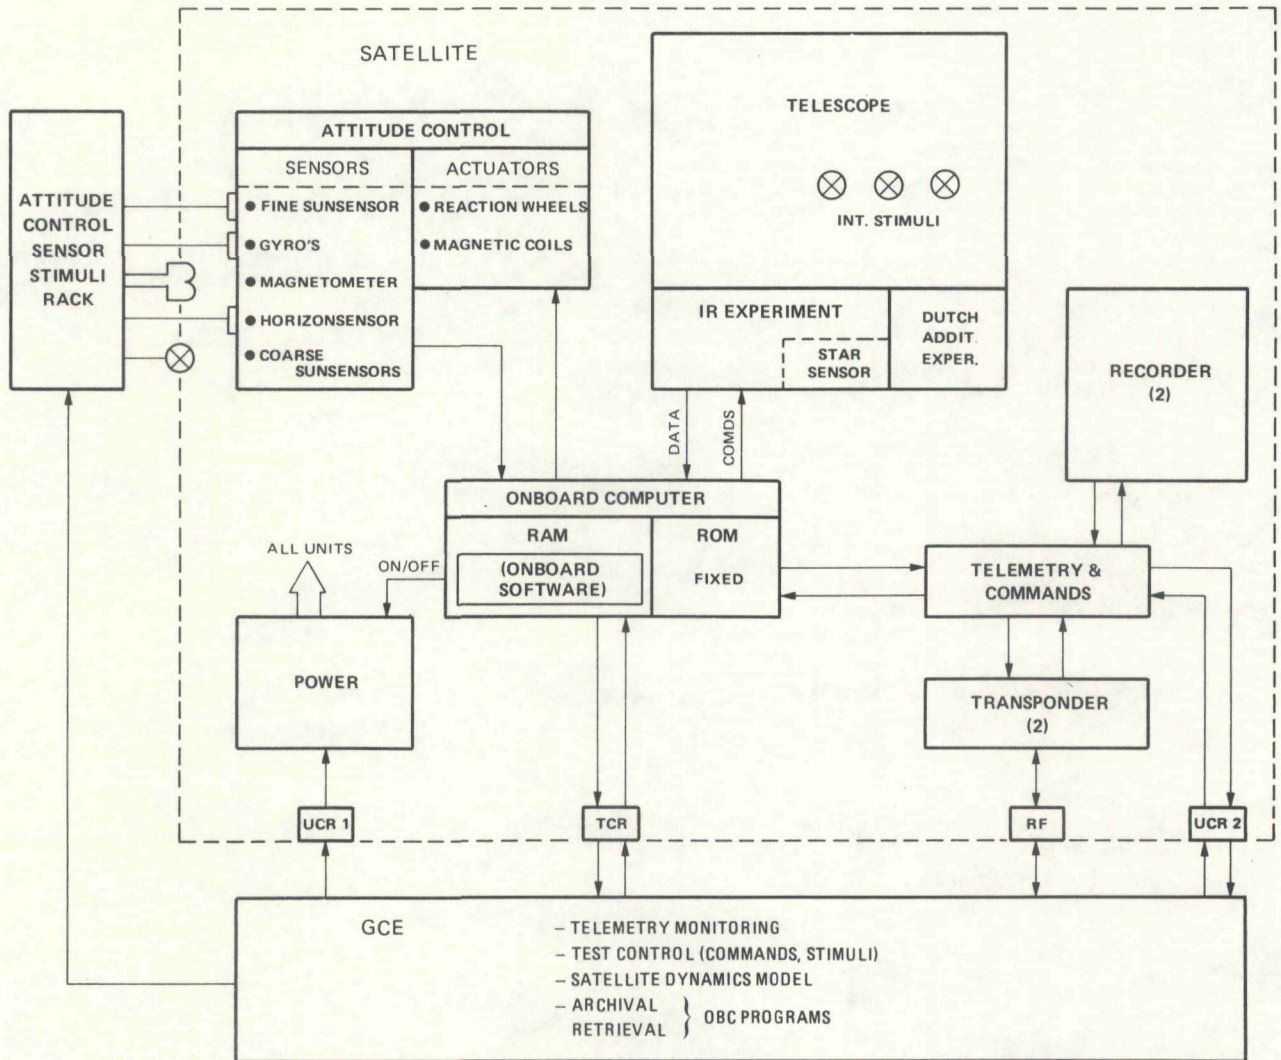 SATELLITE
ATTITUDE
CONTROL
SENSOR
STIMULI
RACK
ATTITUDE CONTROL
SENSORS
● FINE SUNSENSOR
● GYRO'S
● MAGNETOMETER
● HORIZONSENSOR
● COARSE
SUNSENSORS
ACTUATORS
● REACTION WHEELS
● MAGNETIC COILS
TELESCOPE
INT. STIMULI
IR EXPERIMENT
STAR
SENSOR
DUTCH
ADDIT.
EXPER.
RECORDER
(2)
DATA
COMDS
ONBOARD COMPUTER
RAM
(ONBOARD
SOFTWARE)
ROM
FIXED
ALL UNITS
ON/OFF
POWER
TELEMETRY &
COMMANDS
TRANSPONDER
(2)
UCR 1
TCR
RF
UCR 2
GCE
– TELEMETRY MONITORING
– TEST CONTROL (COMMANDS, STIMULI)
– SATELLITE DYNAMICS MODEL
– ARCHIVAL
RETRIEVAL
} OBC PROGRAMS